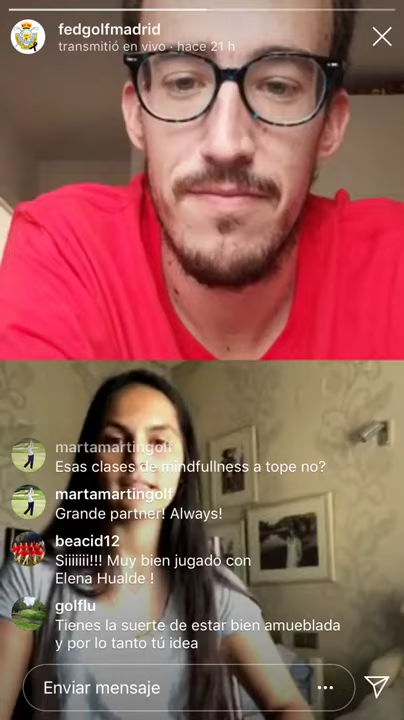 fedgolfmadrid
transmitió en vivo · hace 21 h
martamartingolf
Esas clases de mindfullness a tope no?
martamartingolf
Grande partner! Always!
beacid12
Siiiiiii!!! Muy bien jugado con
Elena Hualde !
golflu
Tienes la suerte de estar bien amueblada
y por lo tanto tú idea
Enviar mensaje